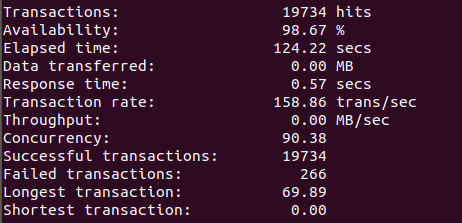 Transactions: 19734 hits
Availability: 98.67 %
Elapsed time: 124.22 secs
Data transferred: 0.00 MB
Response time: 0.57 secs
Transaction rate: 158.86 trans/sec
Throughput: 0.00 MB/sec
Concurrency: 90.38
Successful transactions: 19734
Failed transactions: 266
Longest transaction: 69.89
Shortest transaction: 0.00